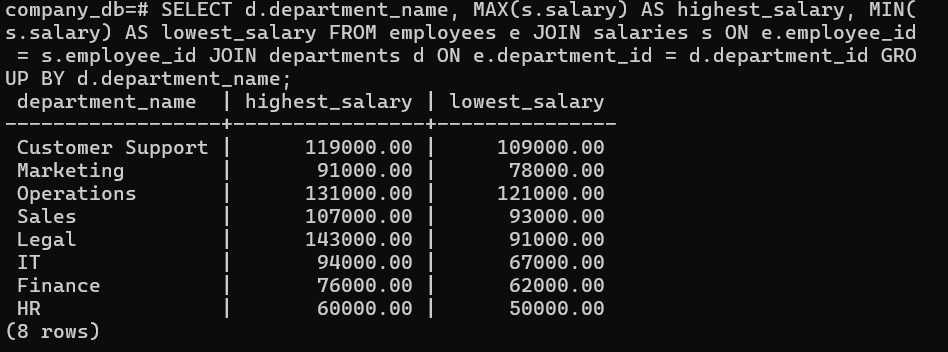 company_db=# SELECT d.department_name, MAX(s.salary) AS highest_salary, MIN(
s.salary) AS lowest_salary FROM employees e JOIN salaries s ON e.employee_id
 = s.employee_id JOIN departments d ON e.department_id = d.department_id GRO
UP BY d.department_name;
 department_name  | highest_salary | lowest_salary
------------------+----------------+---------------
 Customer Support |      119000.00 |     109000.00
 Marketing        |       91000.00 |      78000.00
 Operations       |      131000.00 |     121000.00
 Sales            |      107000.00 |      93000.00
 Legal            |      143000.00 |      91000.00
 IT               |       94000.00 |      67000.00
 Finance          |       76000.00 |      62000.00
 HR               |       60000.00 |      50000.00
(8 rows)